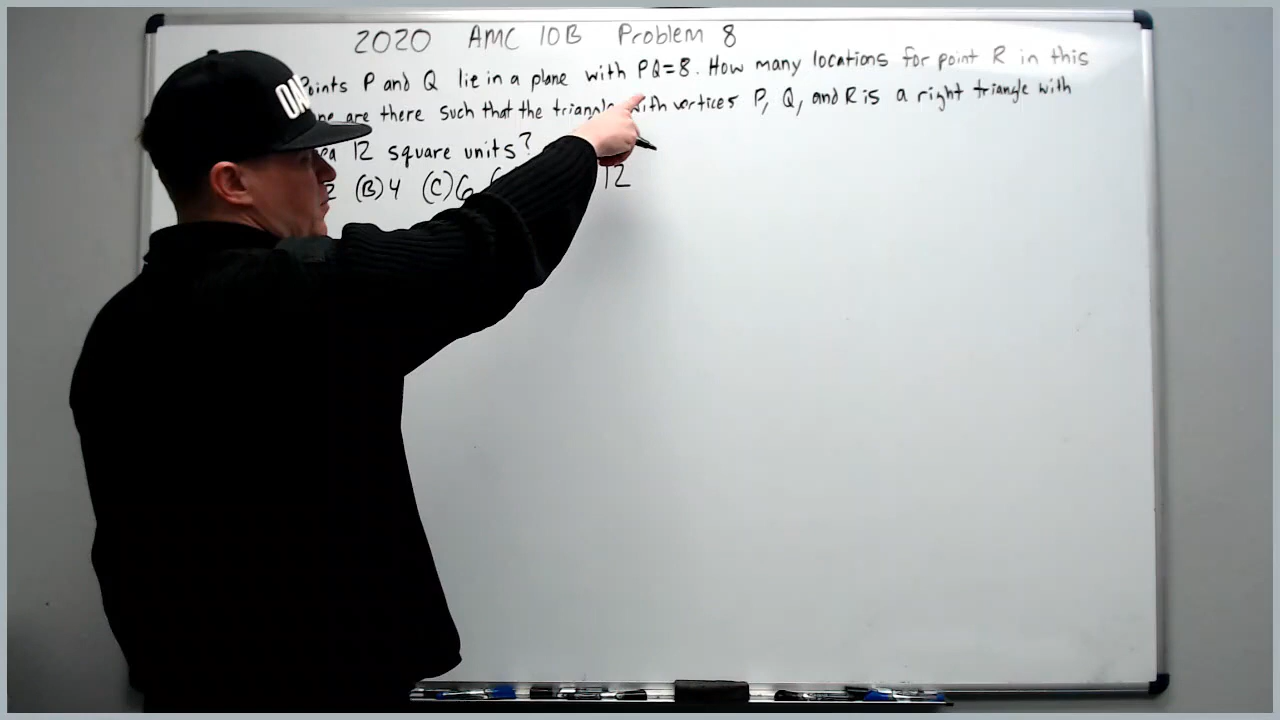 2020 AMC 10B Problem 8
Points P and Q lie in a plane with PQ=8. How many locations for point R in this
are there such that the triangle with vertices P, Q, and R is a right triangle with
12 square units?
(B) 4 (C) 6 12